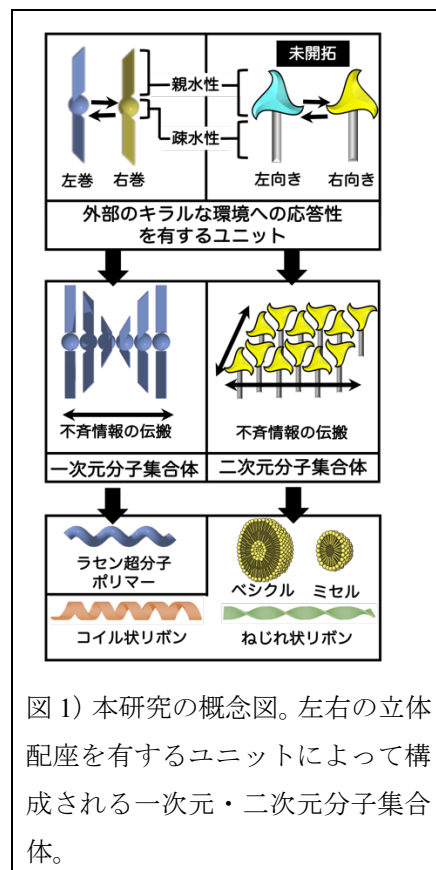 未開拓
親水性
疎水性
左巻 右巻
左向き 右向き
外部のキラルな環境への応答性
を有するユニット
不斉情報の伝搬
不斉情報の伝搬
一次元分子集合体
二次元分子集合体
ラセン超分子
ポリマー
ベシクル ミセル
コイル状リボン
ねじれ状リボン
図 1) 本研究の概念図。左右の立体
配座を有するユニットによって構
成される一次元・二次元分子集合
体。